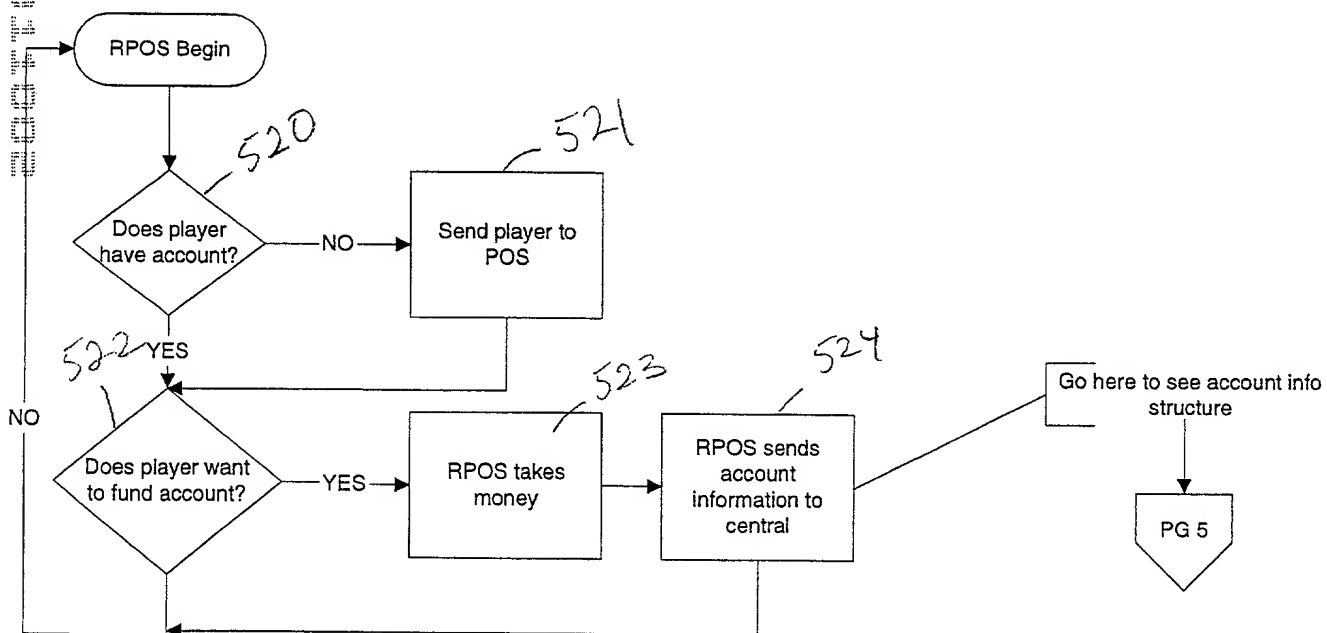 RPOS Begin
520
521
Does player
have account?
NO
Send player to
POS
YES
522
523
524
Go here to see account info
structure
NO
Does player want
to fund account?
YES
RPOS takes
money
RPOS sends
account
information to
central
PG 5